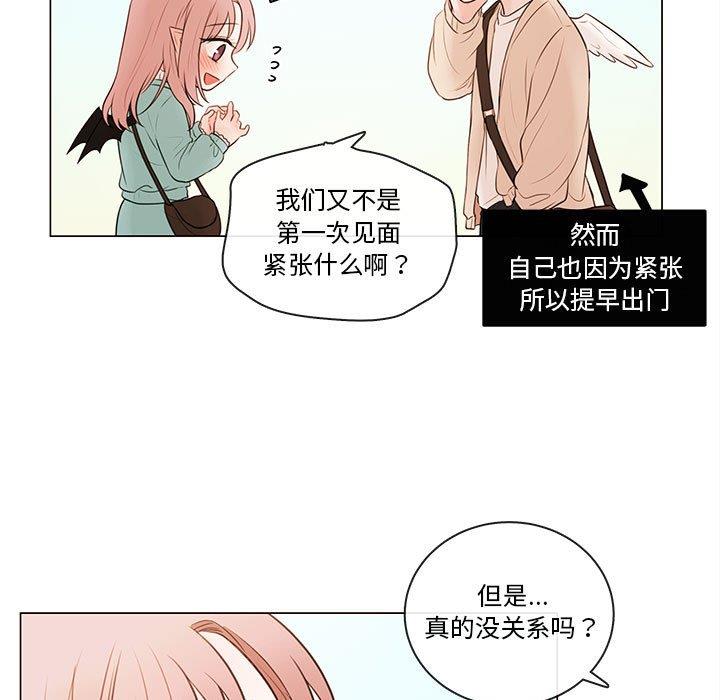 我们又不是
第一次见面
紧张什么啊？
然而
自己也因为紧张
所以提早出门
但是...
真的没关系吗？